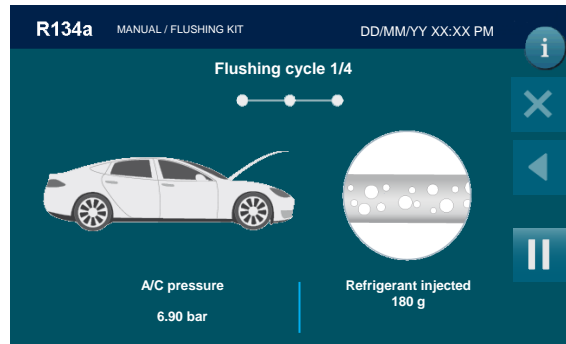 R134a MANUAL / FLUSHING KIT DD/MM/YY XX:XX PM
i
Flushing cycle 1/4
A/C pressure
6.90 bar
Refrigerant injected
180 g